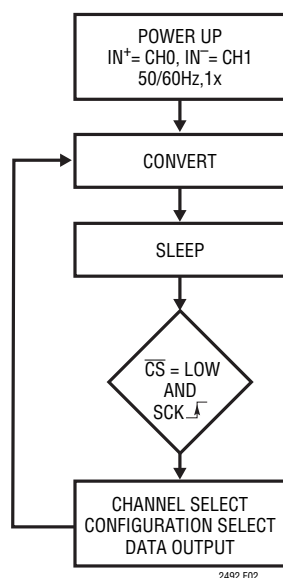 POWER UP
IN⁺= CH0, IN⁻= CH1
50/60Hz,1x
CONVERT
SLEEP
C̅S̅ = LOW
AND
SCK
CHANNEL SELECT
CONFIGURATION SELECT
DATA OUTPUT
2492 F02